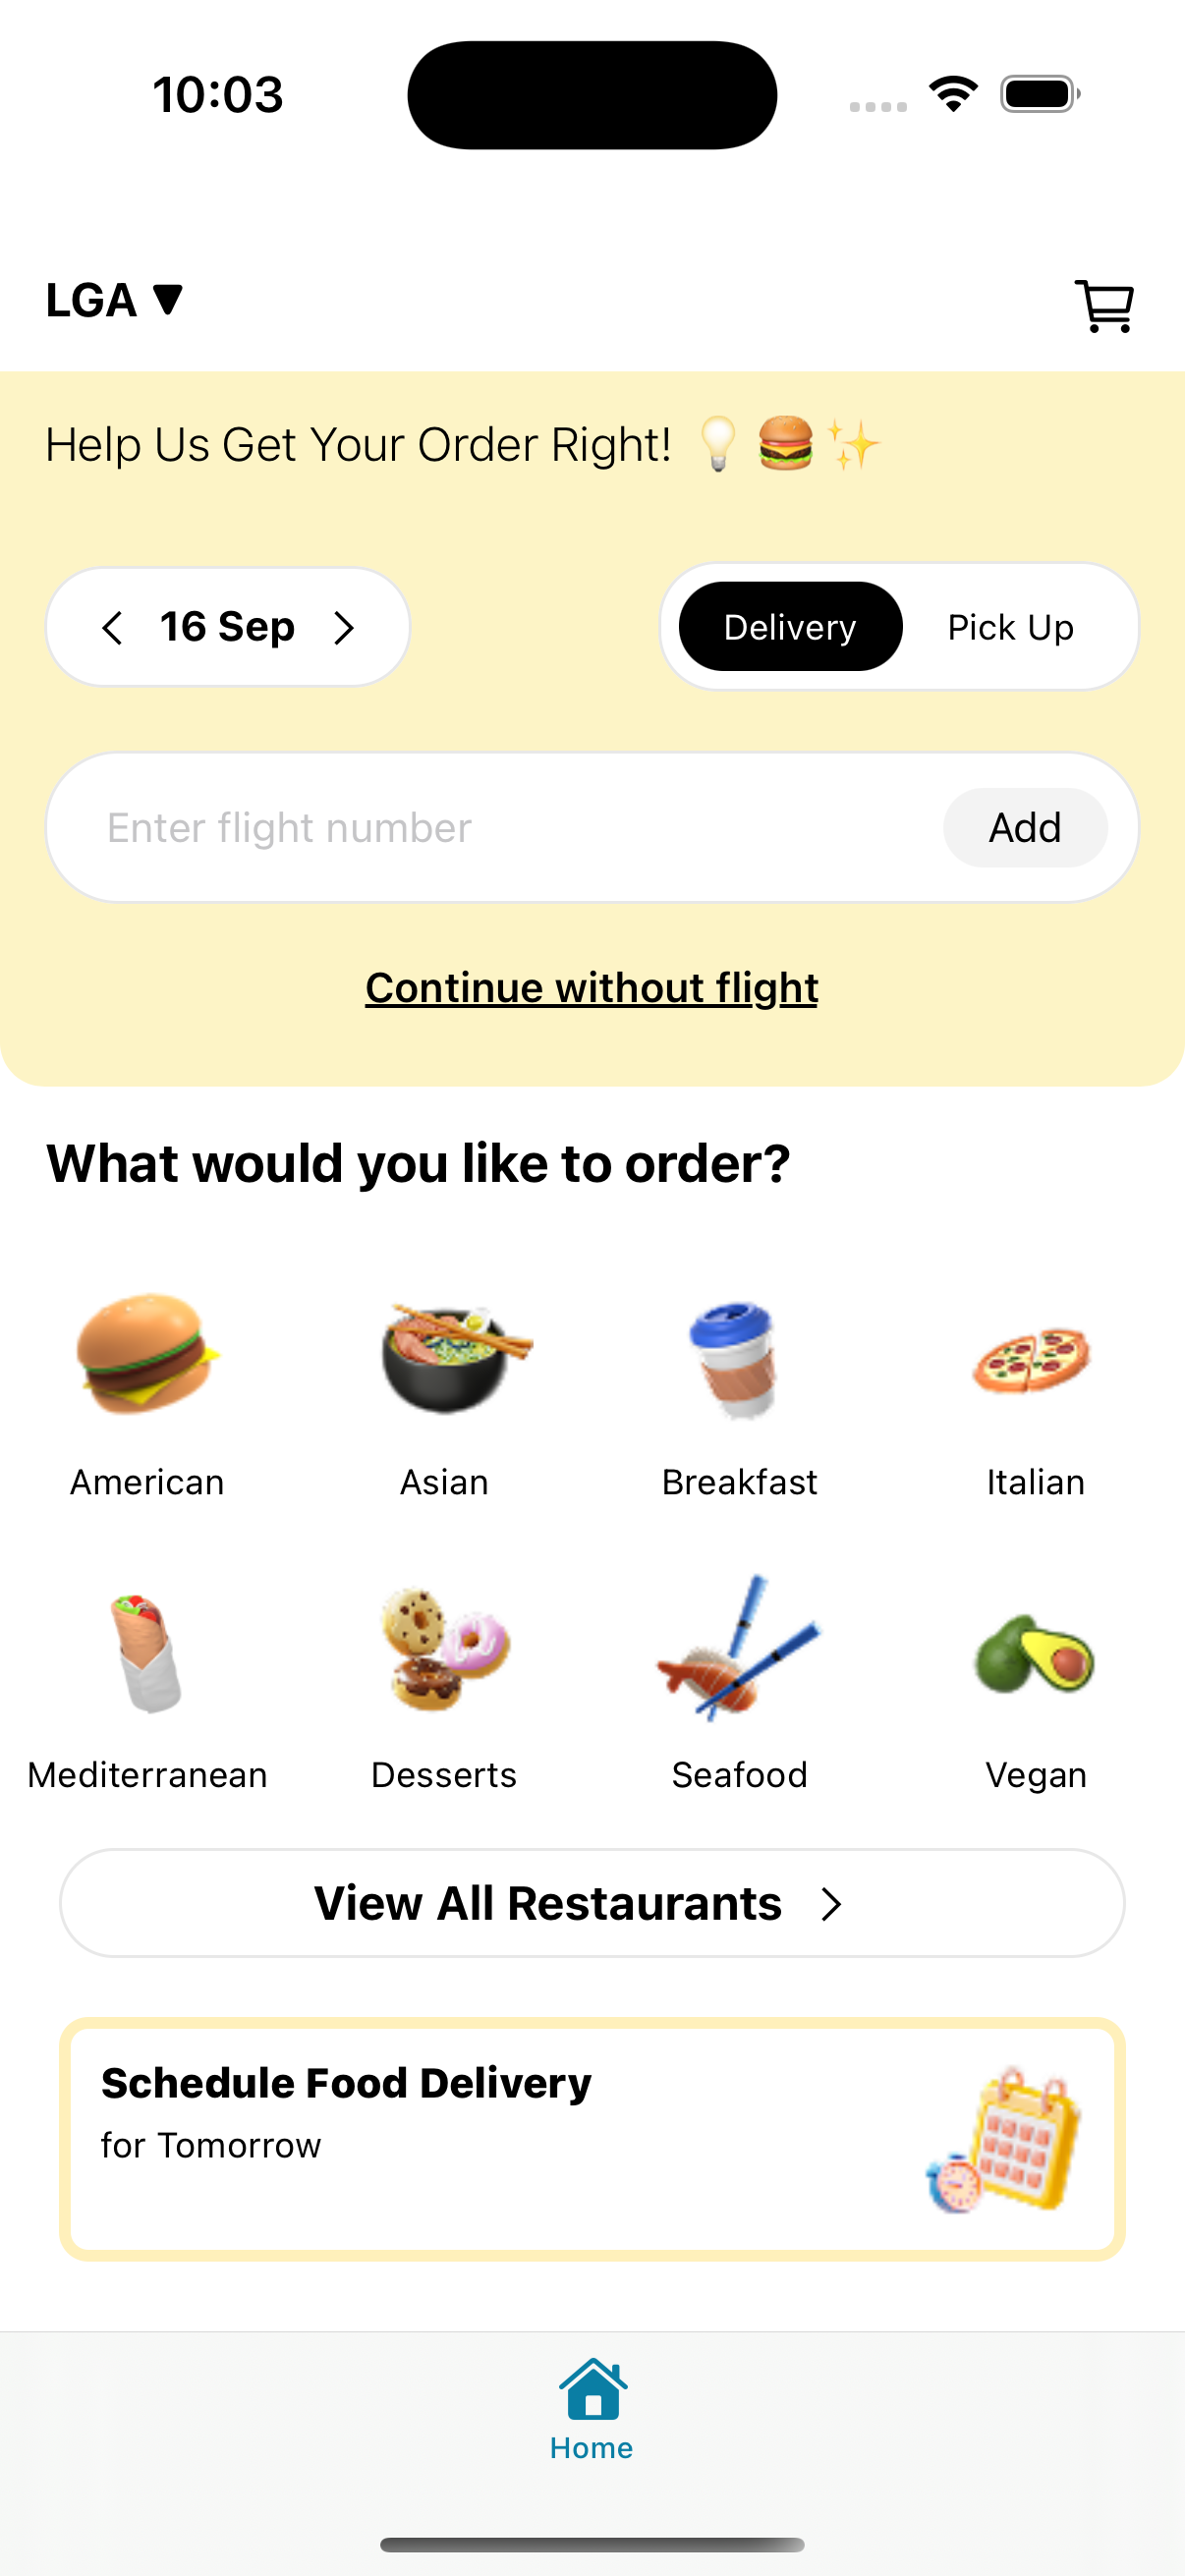 10:03
LGA ▼
Help Us Get Your Order Right! 💡 🍔 ✨
16 Sep
Delivery
Pick Up
Enter flight number
Add
Continue without flight
What would you like to order?
American
Asian
Breakfast
Italian
Mediterranean
Desserts
Seafood
Vegan
View All Restaurants
Schedule Food Delivery
for Tomorrow
Home